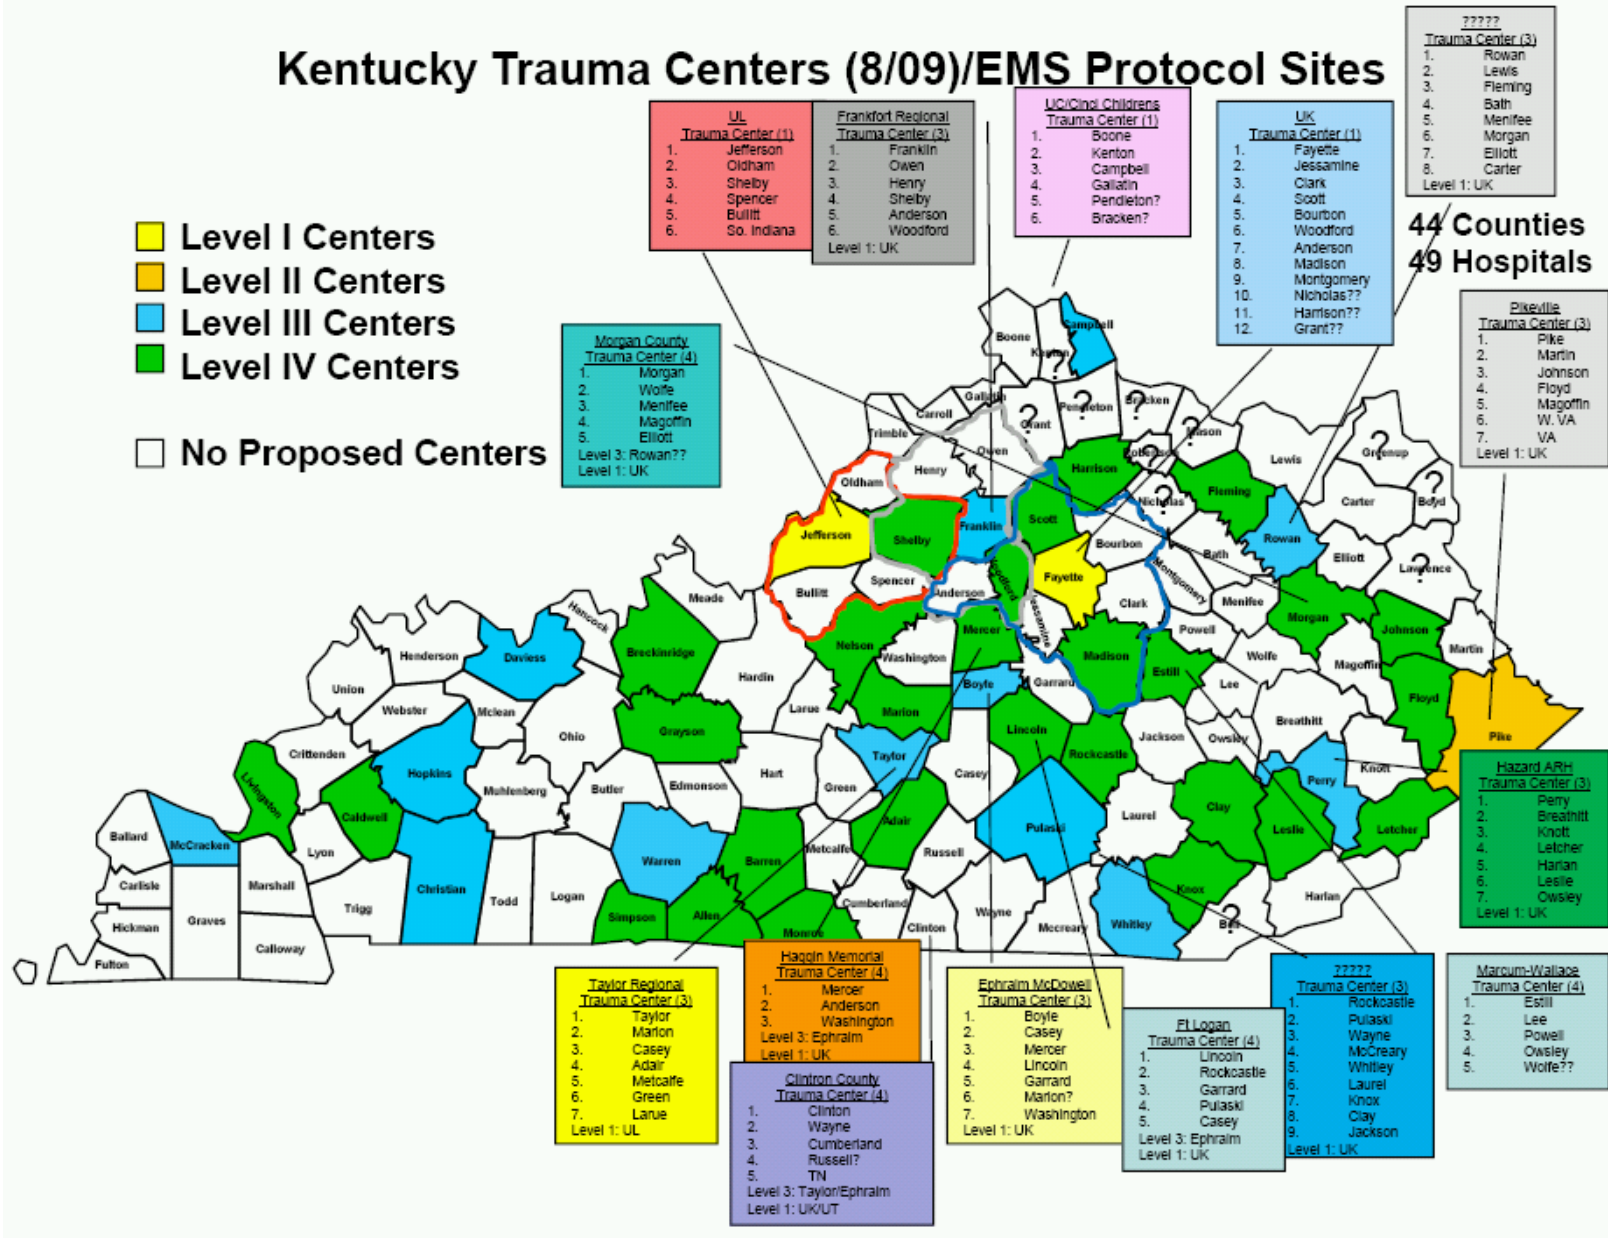 Kentucky Trauma Centers (8/09)/EMS Protocol Sites
Level I Centers
Level II Centers
Level III Centers
Level IV Centers
No Proposed Centers
44 Counties
49 Hospitals
UL
Trauma Center (1)
1. Jefferson
2. Oldham
3. Shelby
4. Spencer
5. Bullitt
6. So. Indiana
Frankfort Regional
Trauma Center (3)
1. Franklin
2. Owen
3. Henry
4. Shelby
5. Anderson
6. Woodford
Level 1: UK
UC/Cinci Childrens
Trauma Center (1)
1. Boone
2. Kenton
3. Campbell
4. Gallatin
5. Pendleton?
6. Bracken?
UK
Trauma Center (1)
1. Fayette
2. Jessamine
3. Clark
4. Scott
5. Bourbon
6. Woodford
7. Anderson
8. Madison
9. Montgomery
10. Nicholas??
11. Harrison??
12. Grant??
?????
Trauma Center (3)
1. Rowan
2. Lewis
3. Fleming
4. Bath
5. Menifee
6. Morgan
7. Elliott
8. Carter
Level 1: UK
Morgan County
Trauma Center (4)
1. Morgan
2. Wolfe
3. Menifee
4. Magoffin
5. Elliott
Level 3: Rowan??
Level 1: UK
Pikeville
Trauma Center (3)
1. Pike
2. Martin
3. Johnson
4. Floyd
5. Magoffin
6. W. VA
7. VA
Level 1: UK
Hazard ARH
Trauma Center (3)
1. Perry
2. Breathitt
3. Knott
4. Letcher
5. Harlan
6. Leslie
7. Owsley
Level 1: UK
Boone
Kenton
?
Campbell
Gallatin
Carroll
Trimble
Grant
?
Pendleton
?
Bracken
?
Mason
?
Owen
Henry
Oldham
Harrison
Robertson
?
Nicholas
?
Fleming
Lewis
Greenup
?
Boyd
?
Carter
Rowan
Elliott
Lawrence
?
Jefferson
Shelby
Franklin
Scott
Bourbon
Bath
Montgomery
Menifee
Morgan
Johnson
Martin
Bullitt
Spencer
Anderson
Woodford
Fayette
Jessamine
Clark
Powell
Wolfe
Magoffin
Floyd
Pike
Meade
Hancock
Breckinridge
Nelson
Washington
Mercer
Madison
Estill
Lee
Henderson
Daviess
Hardin
Larue
Marion
Boyle
Garrard
Lincoln
Rockcastle
Jackson
Owsley
Breathitt
Knott
Perry
Union
Webster
Mclean
Ohio
Grayson
Taylor
Casey
Crittenden
Livingston
Hopkins
Muhlenberg
Butler
Edmonson
Hart
Green
Adair
Pulaski
Laurel
Clay
Leslie
Letcher
Ballard
McCracken
Caldwell
Lyon
Warren
Barren
Metcalfe
Russell
Knox
Harlan
Carlisle
Marshall
Trigg
Christian
Todd
Logan
Simpson
Allen
Monroe
Cumberland
Clinton
Wayne
Mccreary
Whitley
Bell
?
Hickman
Graves
Calloway
Fulton
Taylor Regional
Trauma Center (3)
1. Taylor
2. Marion
3. Casey
4. Adair
5. Metcalfe
6. Green
7. Larue
Level 1: UL
Haggin Memorial
Trauma Center (4)
1. Mercer
2. Anderson
3. Washington
Level 3: Ephraim
Level 1: UK
Clintron County
Trauma Center (4)
1. Clinton
2. Wayne
3. Cumberland
4. Russell?
5. TN
Level 3: Taylor/Ephraim
Level 1: UK/UT
Ephraim McDowell
Trauma Center (3)
1. Boyle
2. Casey
3. Mercer
4. Lincoln
5. Garrard
6. Marion?
7. Washington
Level 1: UK
Ft Logan
Trauma Center (4)
1. Lincoln
2. Rockcastle
3. Garrard
4. Pulaski
5. Casey
Level 3: Ephraim
Level 1: UK
?????
Trauma Center (3)
1. Rockcastle
2. Pulaski
3. Wayne
4. McCreary
5. Whitley
6. Laurel
7. Knox
8. Clay
9. Jackson
Level 1: UK
Marcum-Wallace
Trauma Center (4)
1. Estill
2. Lee
3. Powell
4. Owsley
5. Wolfe??